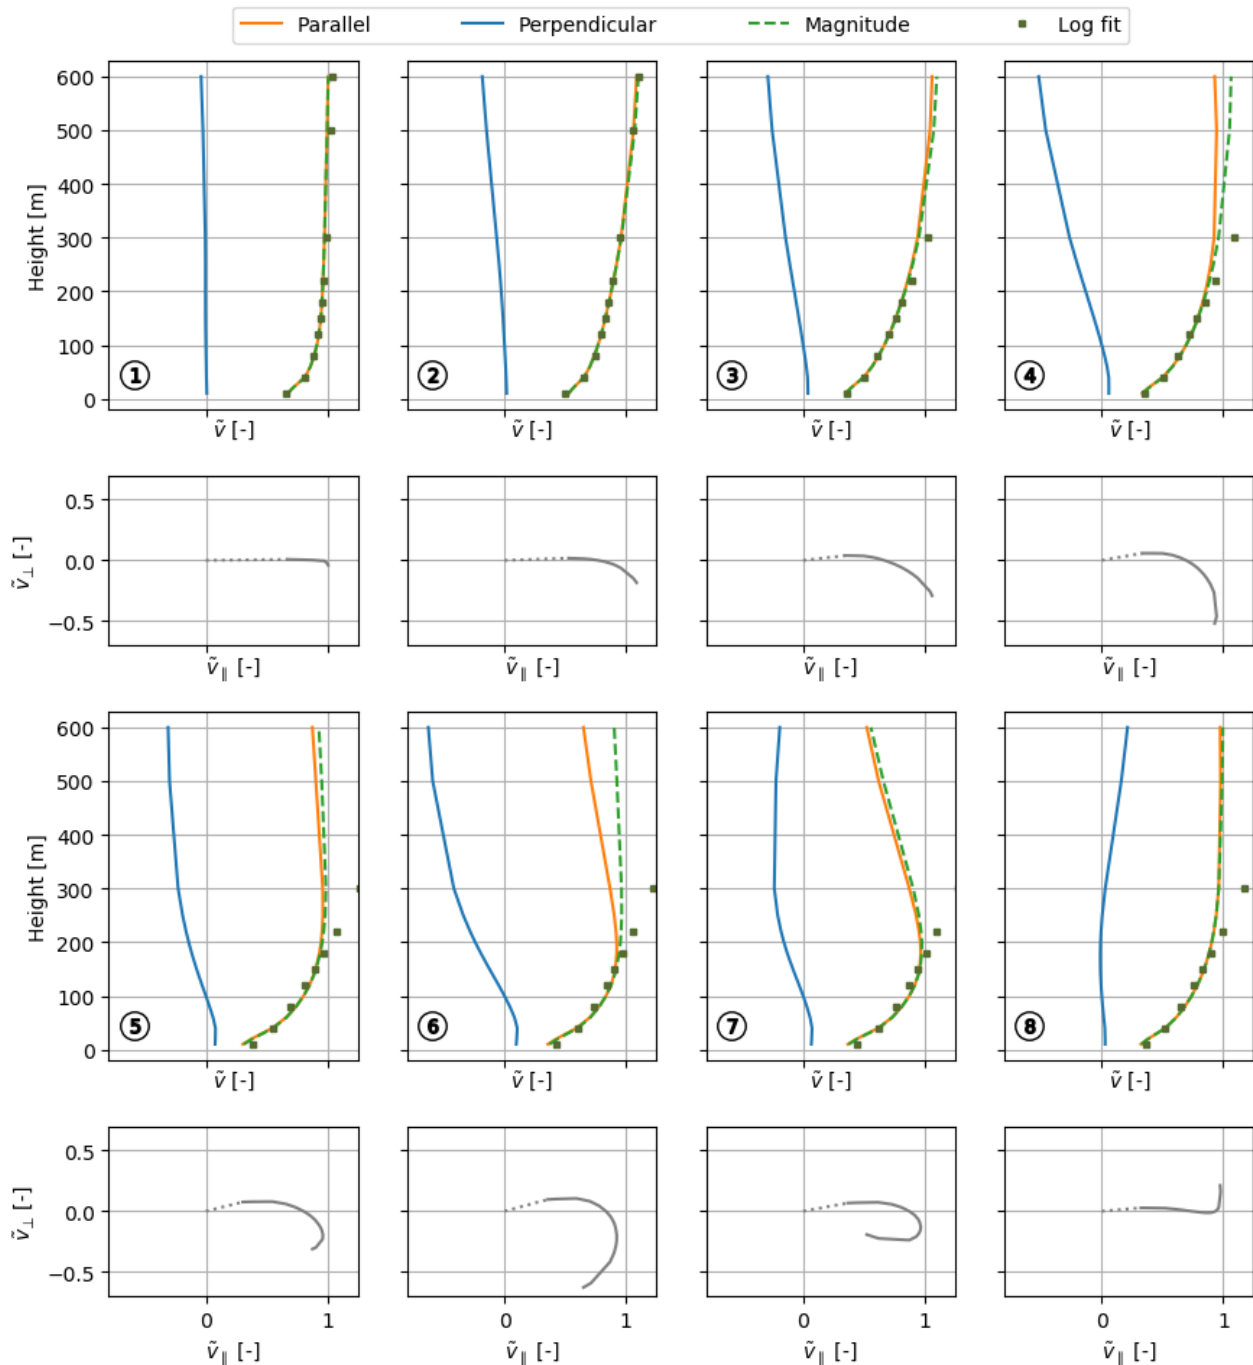 Parallel Perpendicular Magnitude Log fit
600
500
400
300
200
100
0
Height [m]
1 2 3 4
ṽ [-] ṽ [-] ṽ [-] ṽ [-]
0.5
0.0
−0.5
ṽ⊥ [-]
ṽ∥ [-] ṽ∥ [-] ṽ∥ [-] ṽ∥ [-]
600
500
400
300
200
100
0
Height [m]
5 6 7 8
ṽ [-] ṽ [-] ṽ [-] ṽ [-]
0.5
0.0
−0.5
ṽ⊥ [-]
0 1 0 1 0 1 0 1
ṽ∥ [-] ṽ∥ [-] ṽ∥ [-] ṽ∥ [-]